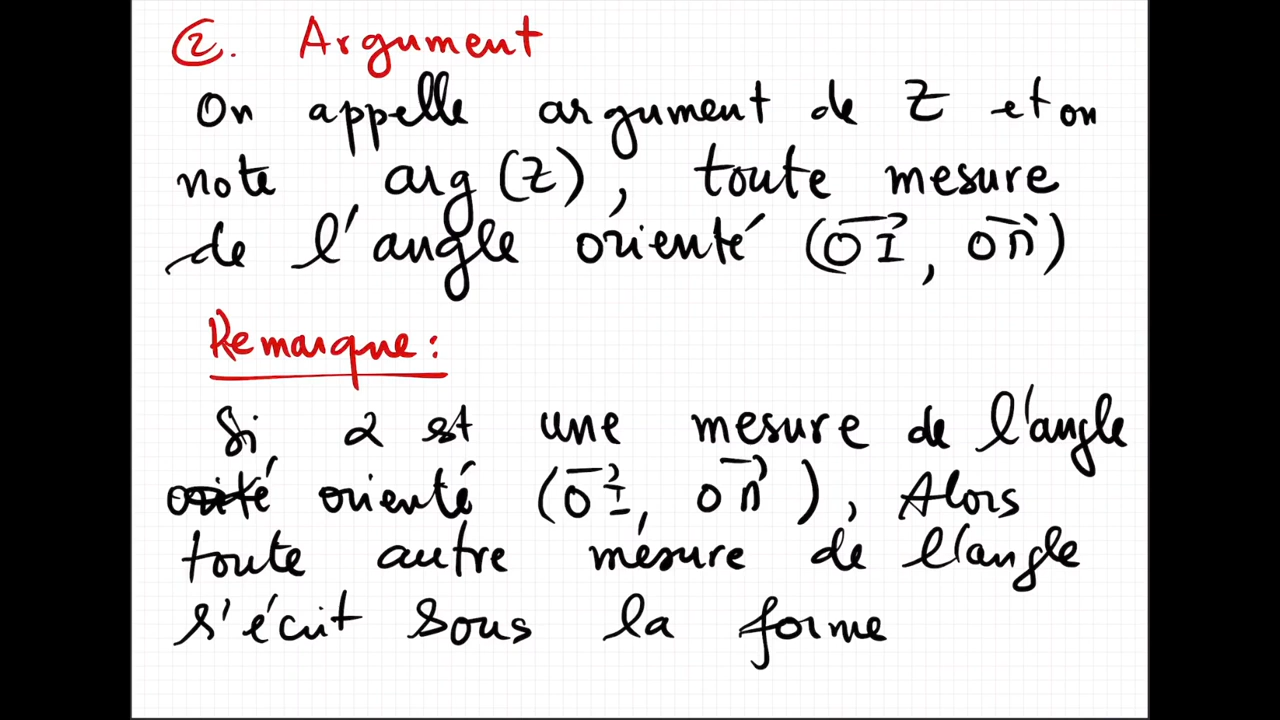 ②. Argument
On appelle argument de Z et on
note arg(Z), toute mesure
de l'angle orienté (OI, OM)
Remarque:
Si α est une mesure de l'angle
orienté (OI, OM), Alors
toute autre mesure de l'angle
s'écrit sous la forme